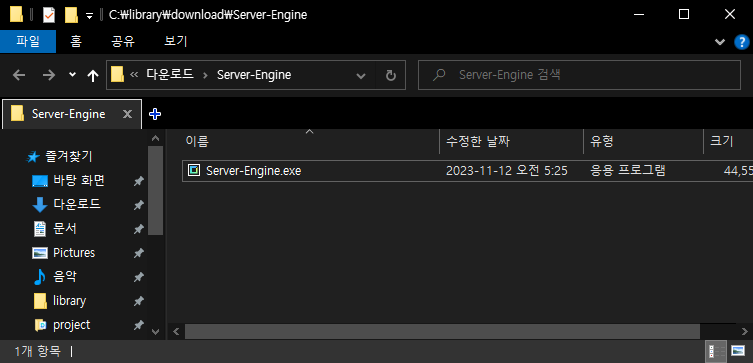 C:₩library₩download₩Server-Engine
파일 홈 공유 보기
다운로드 Server-Engine Server-Engine 검색
Server-Engine
이름 수정한 날짜 유형 크기
Server-Engine.exe 2023-11-12 오전 5:25 응용 프로그램 44,55
즐겨찾기
바탕 화면
다운로드
문서
Pictures
음악
library
project
1개 항목